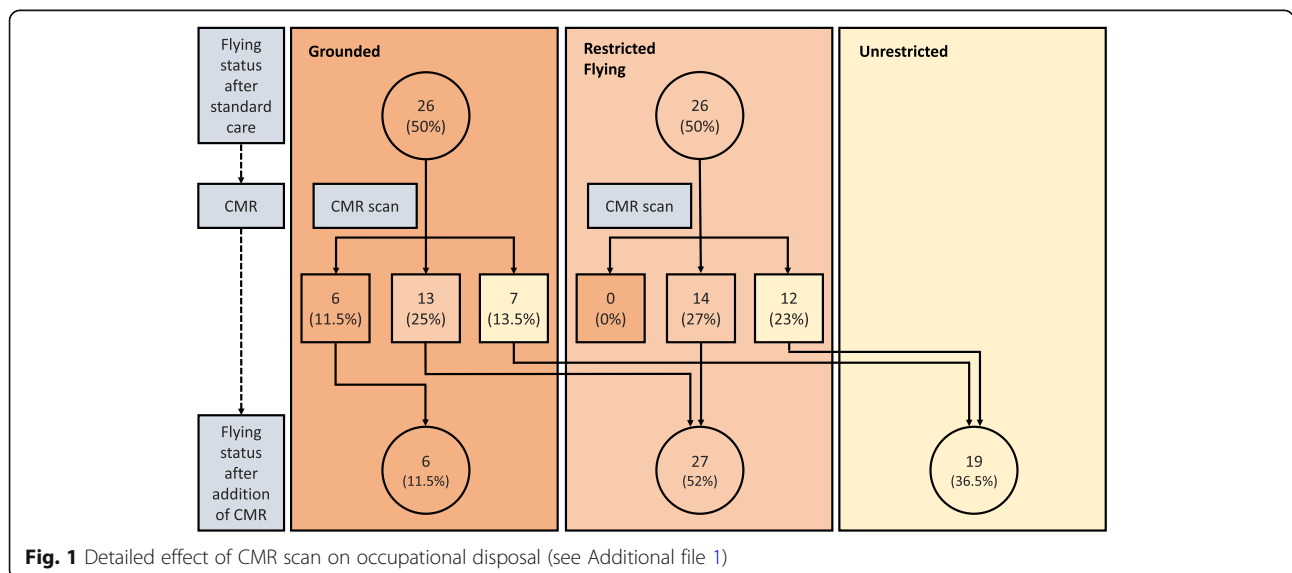 Flying
status
after
standard
care
Grounded
Restricted
Flying
Unrestricted
26
(50%)
26
(50%)
CMR
CMR scan
CMR scan
6
(11.5%)
13
(25%)
7
(13.5%)
0
(0%)
14
(27%)
12
(23%)
Flying
status
after
addition
of CMR
6
(11.5%)
27
(52%)
19
(36.5%)
Fig. 1 Detailed effect of CMR scan on occupational disposal (see Additional file 1)